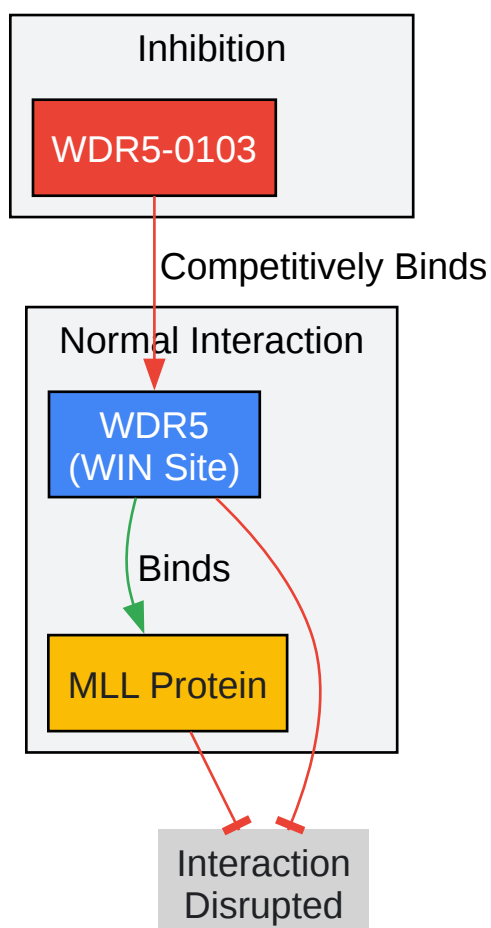 Inhibition
WDR5-0103
Competitively Binds
Normal Interaction
WDR5
(WIN Site)
Binds
MLL Protein
Interaction
Disrupted